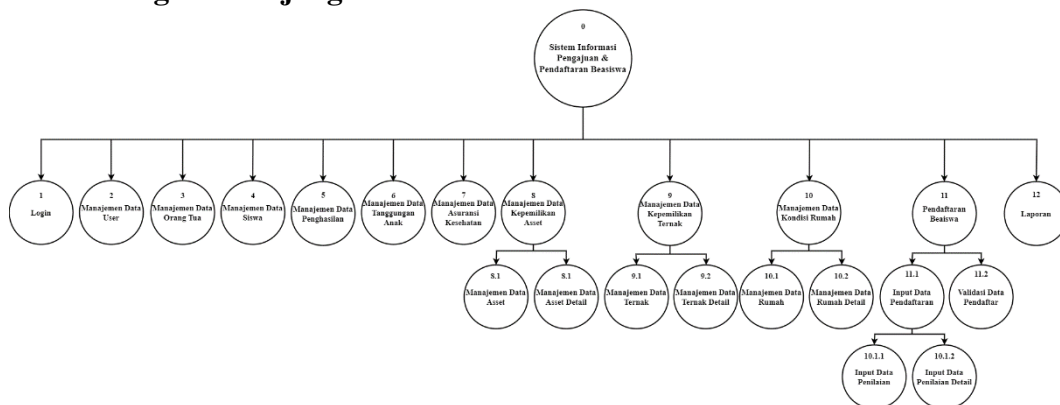 0
Sistem Informasi
Pengajuan &
Pendaftaran Beasiswa
1
Login
2
Manajemen Data
User
3
Manajemen Data
Orang Tua
4
Manajemen Data
Siswa
5
Manajemen Data
Penghasilan
6
Manajemen Data
Tanggungan
Anak
7
Manajemen Data
Asuransi
Kesehatan
8
Manajemen Data
Kepemilikan
Asset
9
Manajemen Data
Kepemilikan
Ternak
10
Manajemen Data
Kondisi Rumah
11
Pendaftaran
Beaiswa
12
Laporan
8.1
Manajemen Data
Asset
8.1
Manajemen Data
Asset Detail
9.1
Manajemen Data
Ternak
9.2
Manajemen Data
Ternak Detail
10.1
Manajemen Data
Rumah
10.2
Manajemen Data
Rumah Detail
11.1
Input Data
Pendaftaran
11.2
Validasi Data
Pendaftar
10.1.1
Input Data
Penilaian
10.1.2
Input Data
Penilaian Detail